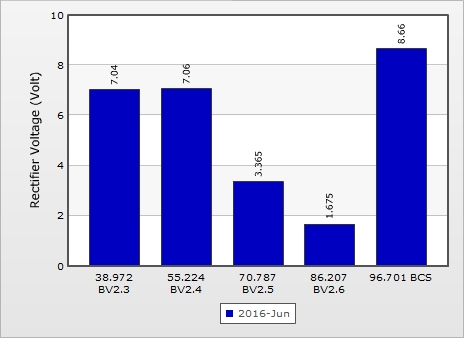 10
8
6
4
2
0
Rectifier Voltage (Volt)
7.04
7.06
3.365
1.675
8.66
38.972
BV2.3
55.224
BV2.4
70.787
BV2.5
86.207
BV2.6
96.701 BCS
2016-Jun